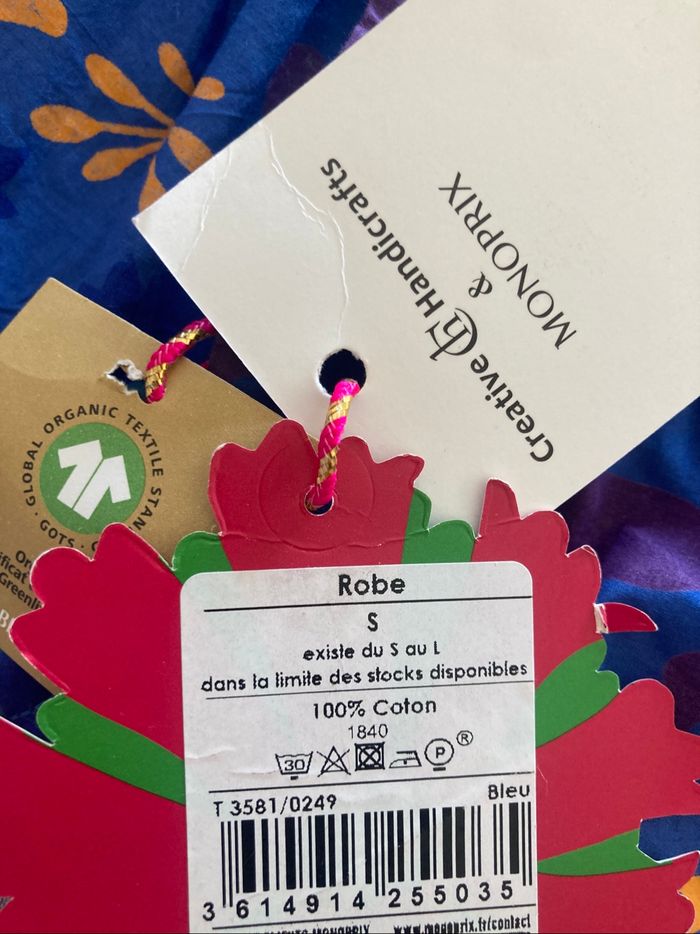 Creative Handicrafts
&
MONOPRIX
GLOBAL ORGANIC TEXTILE STAN
· GOTS ·
Robe
S
existe du S au L
dans la limite des stocks disponibles
100% Coton
1840
30 P ®
T 3581/0249 Bleu
3 614914 255035
MONOPRIX www.monoprix.fr/contact